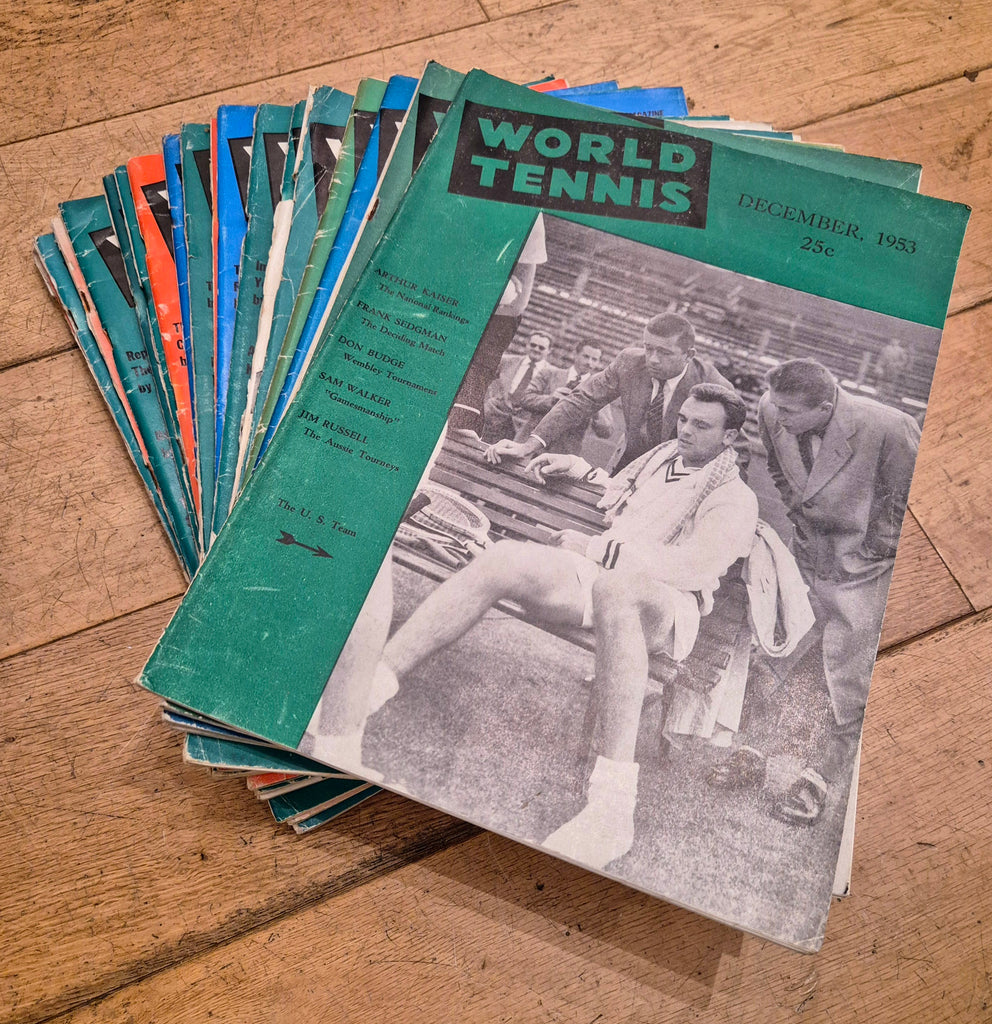 WORLD
TENNIS
DECEMBER, 1953
25c
ARTHUR KAISER
The National Rankings
FRANK SEDGMAN
The Deciding Match
DON BUDGE
Wembley Tournament
SAM WALKER
"Gamesmanship"
JIM RUSSELL
The Aussie Tourneys
The U. S. Team